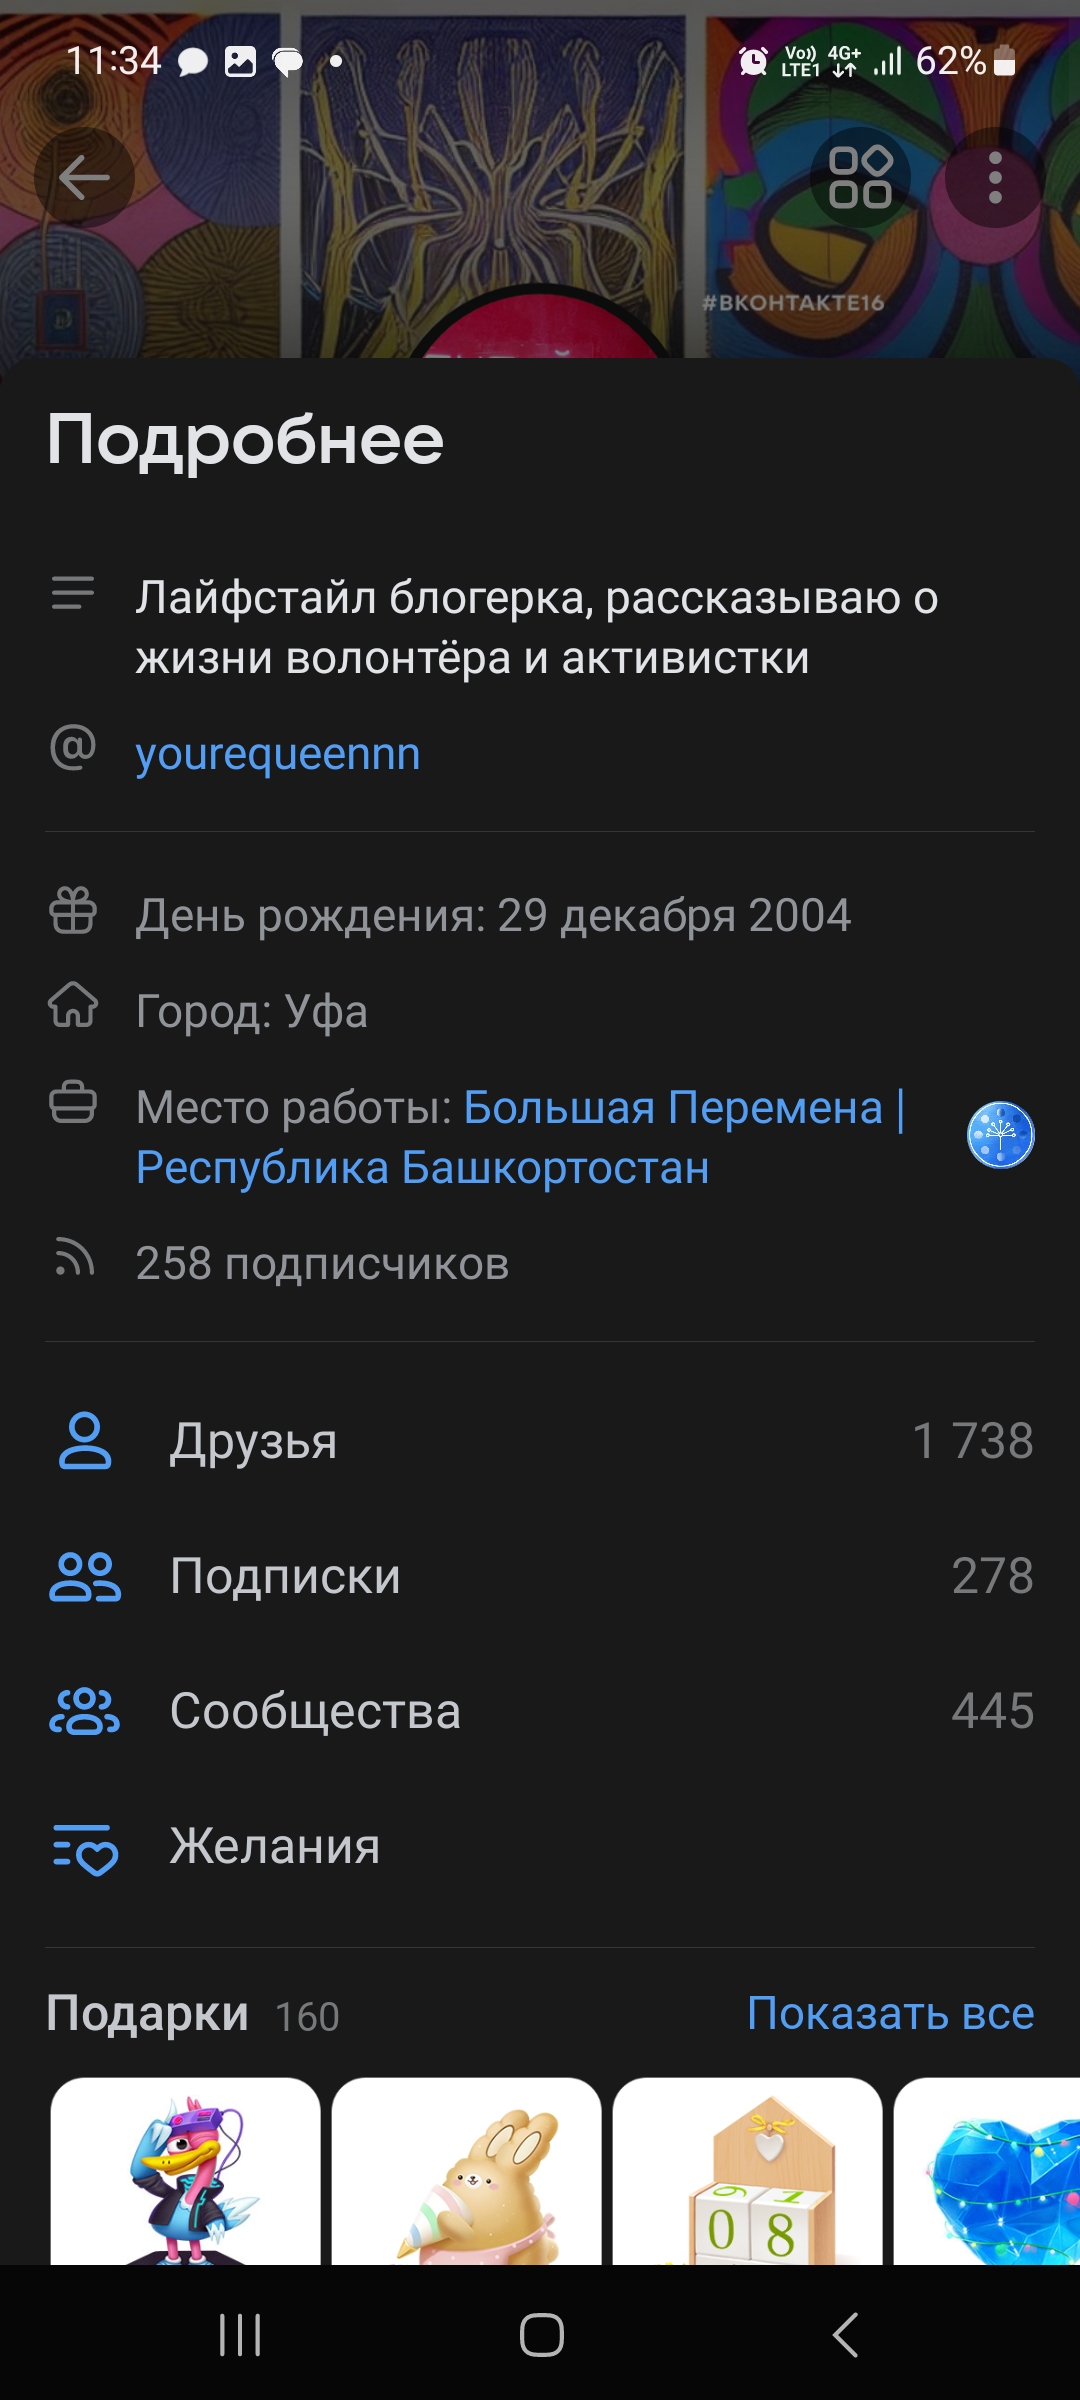 11:34
Vo)) LTE1 4G+ 62%
#ВКОНТАКТЕ16
Подробнее
Лайфстайл блогерка, рассказываю о
жизни волонтёра и активистки
yourequeennn
День рождения: 29 декабря 2004
Город: Уфа
Место работы: Большая Перемена |
Республика Башкортостан
258 подписчиков
Друзья 1 738
Подписки 278
Сообщества 445
Желания
Подарки 160 Показать все
0 8